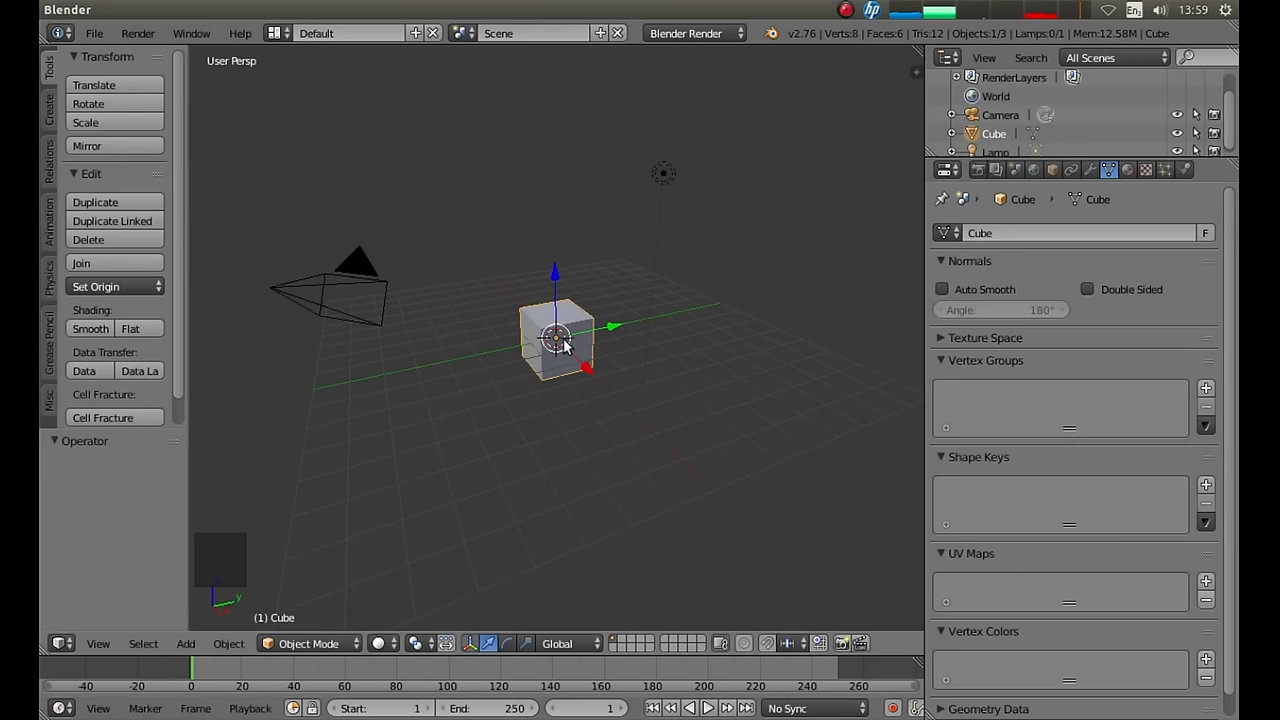 Blender
hp
En2
13:59
File Render Window Help Default Scene Blender Render v2.76 | Verts:8 | Faces:6 | Tris:12 | Objects:1/3 | Lamps:0/1 | Mem:12.58M | Cube
Tools
Create
Relations
Animation
Physics
Grease Pencil
Misc
Transform
Translate
Rotate
Scale
Mirror
Edit
Duplicate
Duplicate Linked
Delete
Join
Set Origin
Shading:
Smooth Flat
Data Transfer:
Data Data La
Cell Fracture:
Cell Fracture
Operator
User Persp
y
(1) Cube
View Search All Scenes
RenderLayers
World
Camera
Cube
Lamp
Cube Cube
Cube F
Normals
Auto Smooth Double Sided
Angle: 180°
Texture Space
Vertex Groups
Shape Keys
UV Maps
Vertex Colors
Geometry Data
View Select Add Object Object Mode Global
-40 -20 0 20 40 60 80 100 120 140 160 180 200 220 240 260
View Marker Frame Playback Start: 1 End: 250 1 No Sync